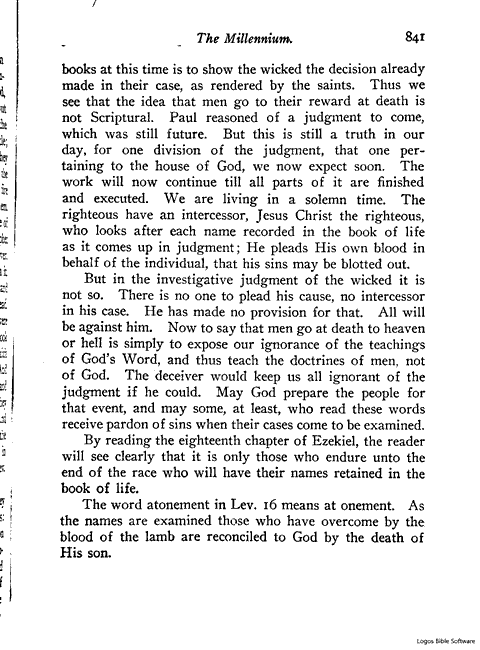 The Millennium. 841
books at this time is to show the wicked the decision already
made in their case, as rendered by the saints. Thus we
see that the idea that men go to their reward at death is
not Scriptural. Paul reasoned of a judgment to come,
which was still future. But this is still a truth in our
day, for one division of the judgment, that one per-
taining to the house of God, we now expect soon. The
work will now continue till all parts of it are finished
and executed. We are living in a solemn time. The
righteous have an intercessor, Jesus Christ the righteous,
who looks after each name recorded in the book of life
as it comes up in judgment; He pleads His own blood in
behalf of the individual, that his sins may be blotted out.
But in the investigative judgment of the wicked it is
not so. There is no one to plead his cause, no intercessor
in his case. He has made no provision for that. All will
be against him. Now to say that men go at death to heaven
or hell is simply to expose our ignorance of the teachings
of God's Word, and thus teach the doctrines of men, not
of God. The deceiver would keep us all ignorant of the
judgment if he could. May God prepare the people for
that event, and may some, at least, who read these words
receive pardon of sins when their cases come to be examined.
By reading the eighteenth chapter of Ezekiel, the reader
will see clearly that it is only those who endure unto the
end of the race who will have their names retained in the
book of life.
The word atonement in Lev. 16 means at onement. As
the names are examined those who have overcome by the
blood of the lamb are reconciled to God by the death of
His son.
Logos Bible Software